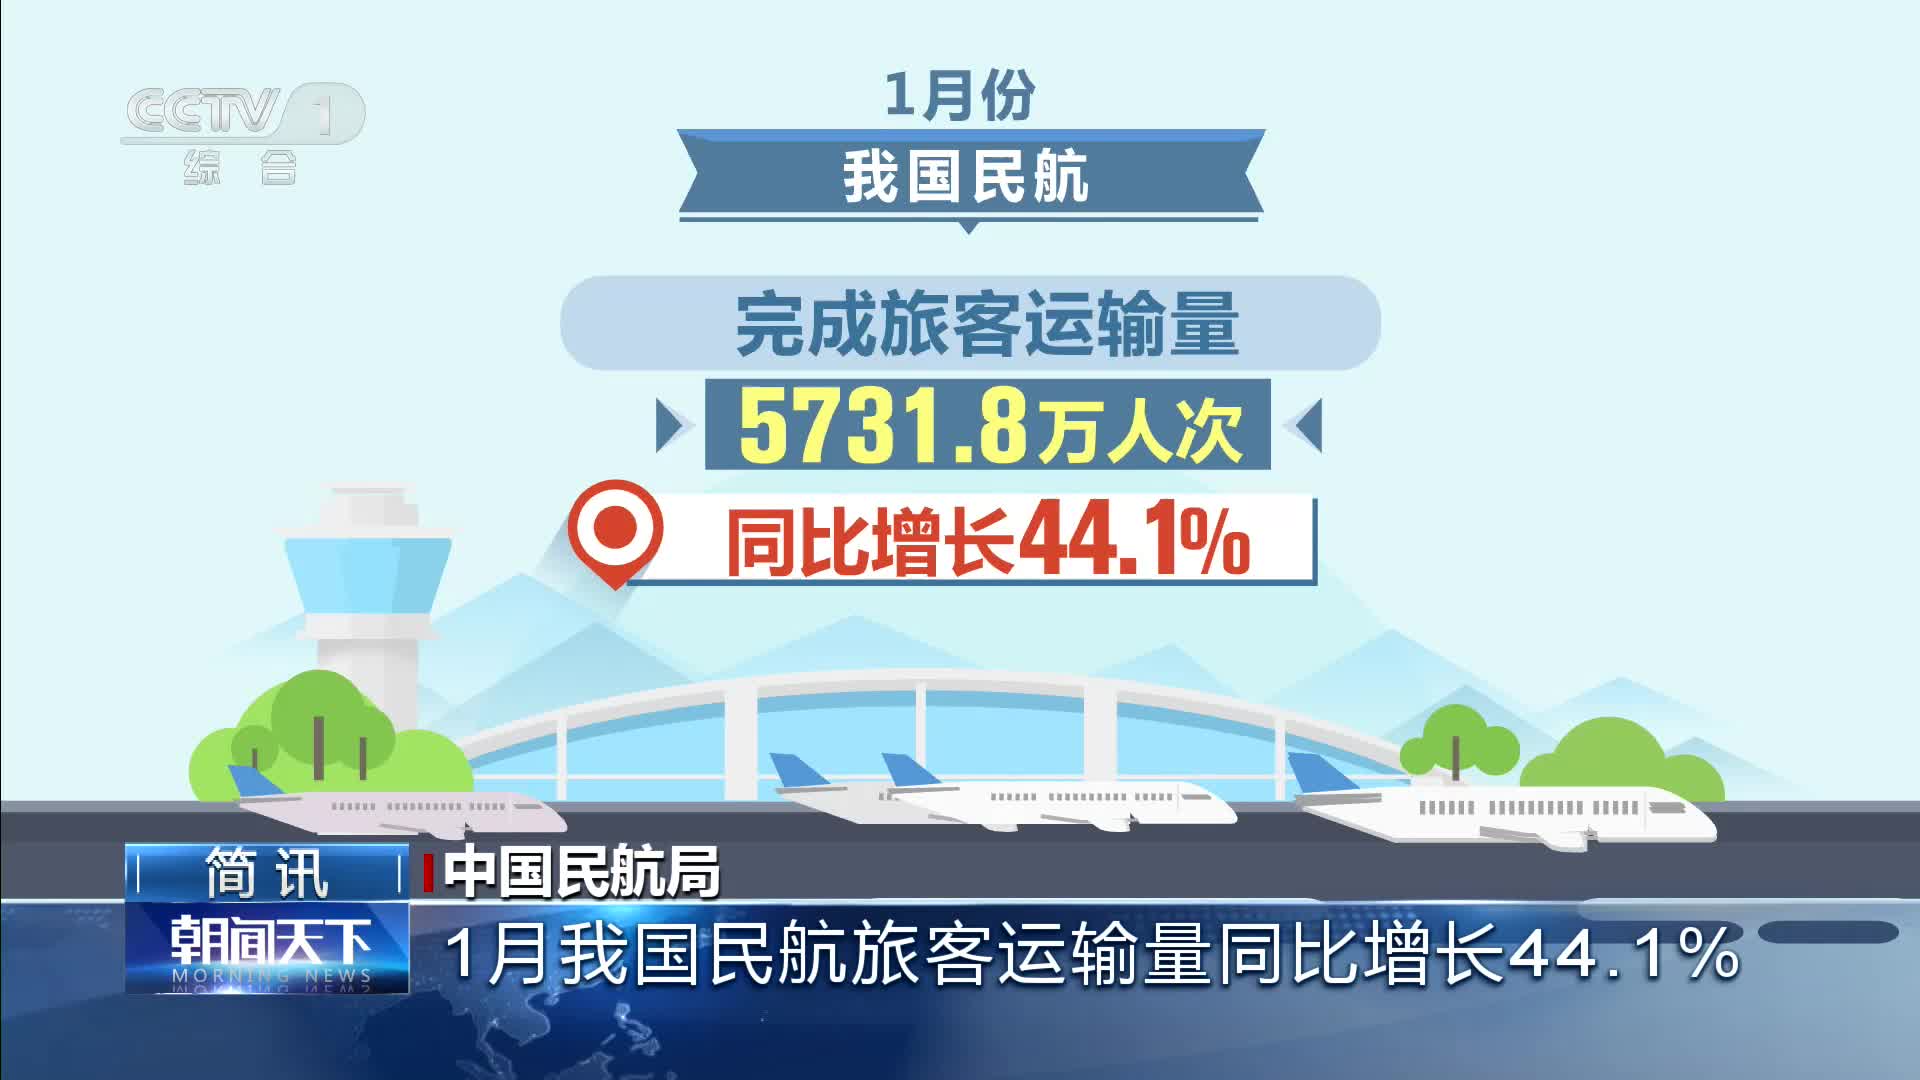 CCTV 1
综合
1月份
我国民航
完成旅客运输量
5731.8万人次
同比增长44.1%
简讯
中国民航局
朝闻天下
MORNING NEWS
1月我国民航旅客运输量同比增长44.1%